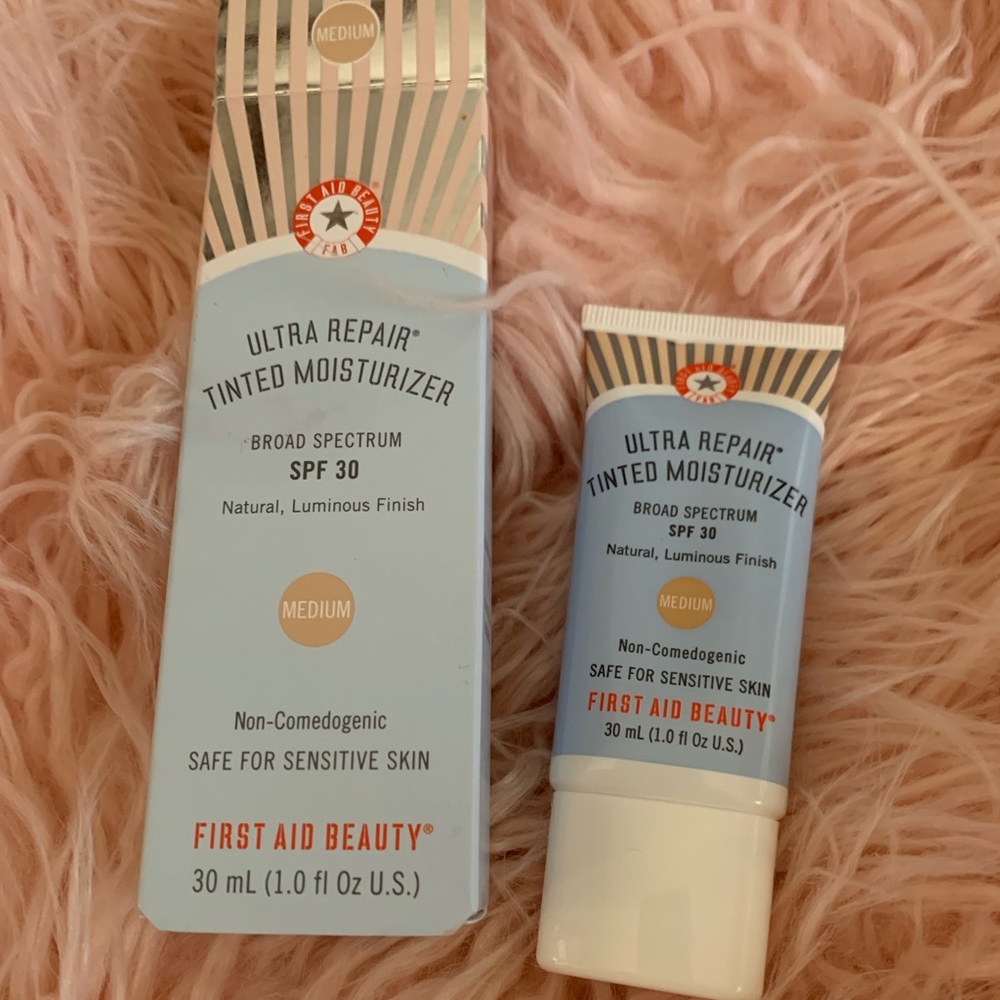 MEDIUM
FIRST AID BEAUTY
FAB
ULTRA REPAIR®
TINTED MOISTURIZER
BROAD SPECTRUM
SPF 30
Natural, Luminous Finish
MEDIUM
Non-Comedogenic
SAFE FOR SENSITIVE SKIN
FIRST AID BEAUTY®
30 mL (1.0 fl Oz U.S.)
FIRST AID BEAUTY
ULTRA REPAIR®
TINTED MOISTURIZER
BROAD SPECTRUM
SPF 30
Natural, Luminous Finish
MEDIUM
Non-Comedogenic
SAFE FOR SENSITIVE SKIN
FIRST AID BEAUTY®
30 mL (1.0 fl Oz U.S.)